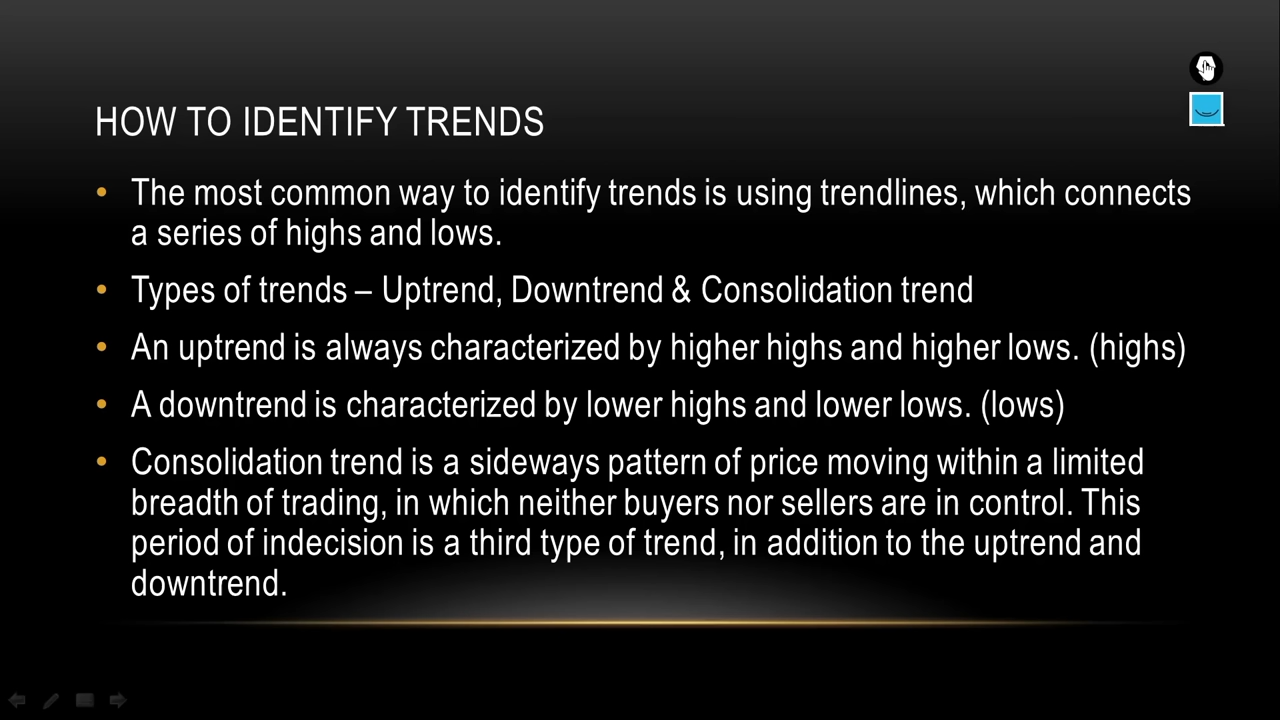 HOW TO IDENTIFY TRENDS
• The most common way to identify trends is using trendlines, which connects
a series of highs and lows.
• Types of trends – Uptrend, Downtrend & Consolidation trend
• An uptrend is always characterized by higher highs and higher lows. (highs)
• A downtrend is characterized by lower highs and lower lows. (lows)
• Consolidation trend is a sideways pattern of price moving within a limited
breadth of trading, in which neither buyers nor sellers are in control. This
period of indecision is a third type of trend, in addition to the uptrend and
downtrend.